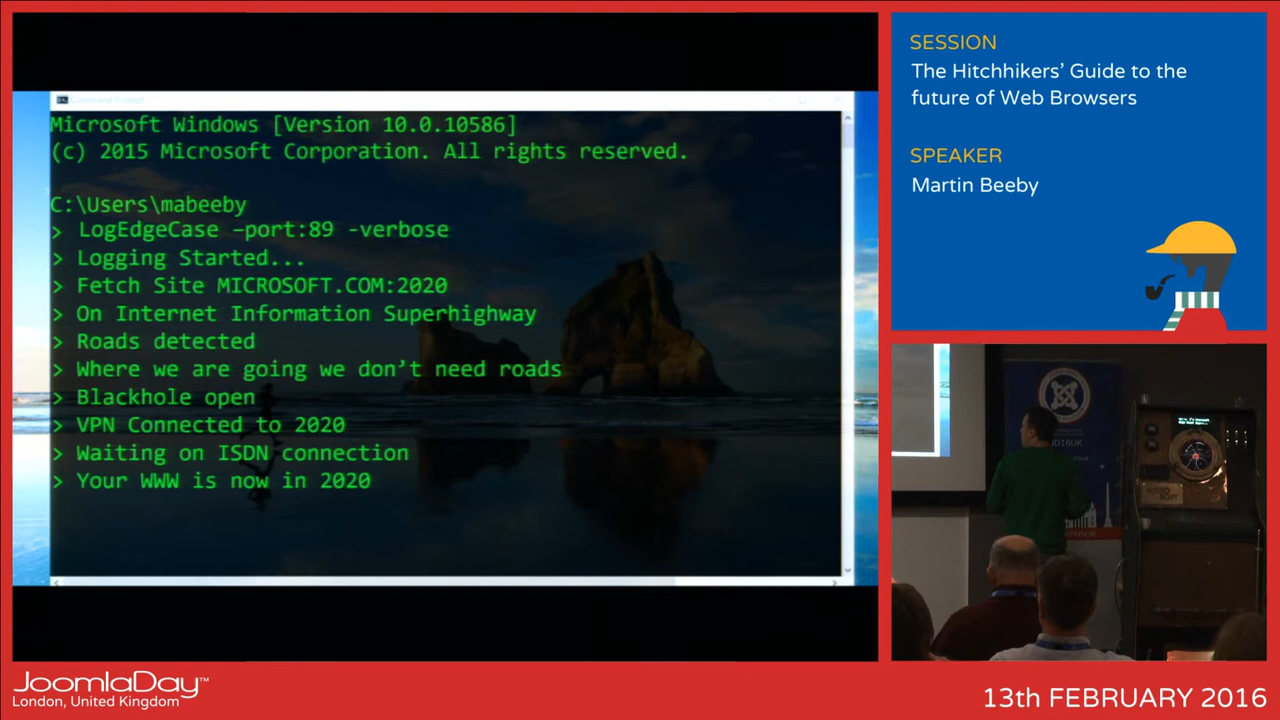 Microsoft Windows [Version 10.0.10586]
(c) 2015 Microsoft Corporation. All rights reserved.
C:\Users\mabeeby
> LogEdgeCase –port:89 -verbose
> Logging Started...
> Fetch Site MICROSOFT.COM:2020
> On Internet Information Superhighway
> Roads detected
> Where we are going we don’t need roads
> Blackhole open
> VPN Connected to 2020
> Waiting on ISDN connection
> Your WWW is now in 2020
SESSION
The Hitchhikers’ Guide to the
future of Web Browsers
SPEAKER
Martin Beeby
JD16UK
JoomlaDay™
London, United Kingdom
13th FEBRUARY 2016